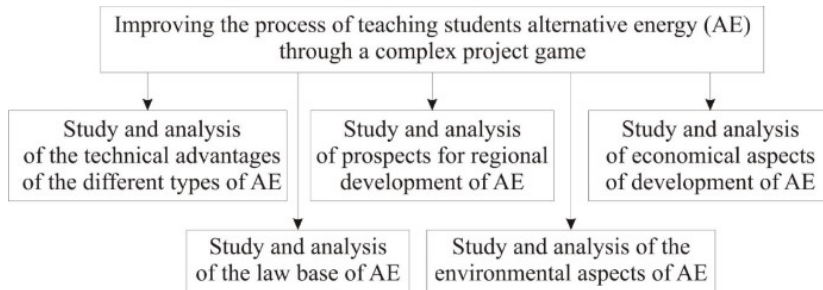 Improving the process of teaching students alternative energy (AE)
through a complex project game
Study and analysis
of the technical advantages
of the different types of AE
Study and analysis
of prospects for regional
development of AE
Study and analysis
of economical aspects
of development of AE
Study and analysis
of the law base of AE
Study and analysis of the
environmental aspects of AE